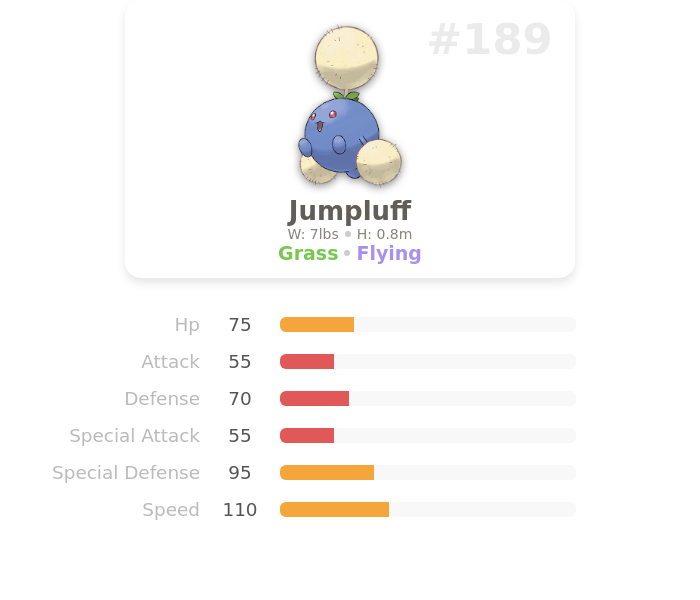 #189
Jumpluff
W: 7lbs • H: 0.8m
Grass • Flying
Hp 75
Attack 55
Defense 70
Special Attack 55
Special Defense 95
Speed 110